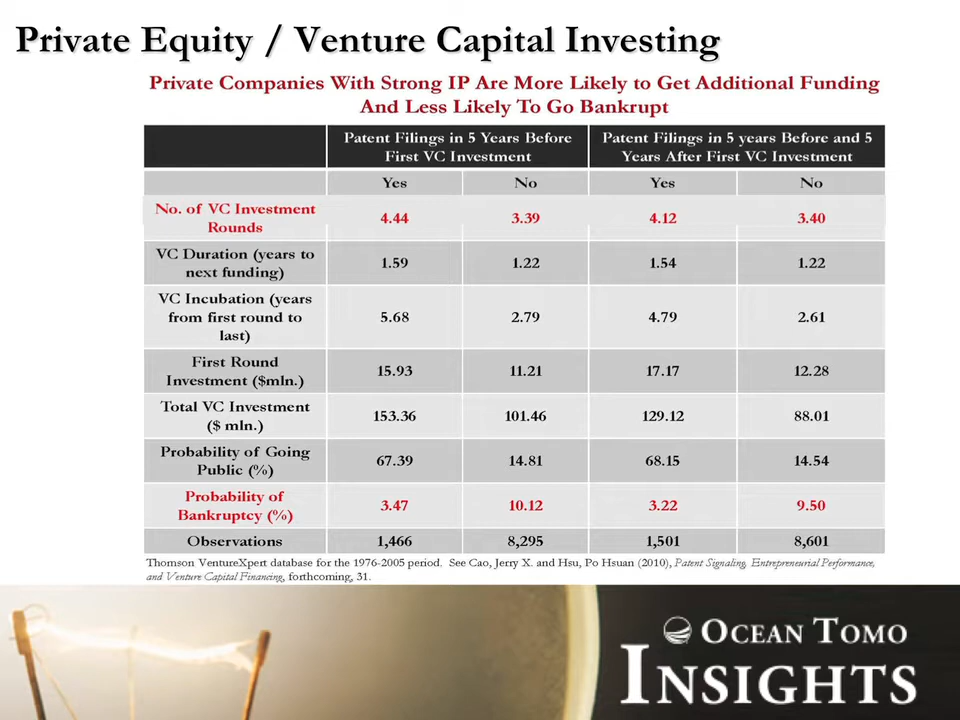 Private Equity / Venture Capital Investing
Private Companies With Strong IP Are More Likely to Get Additional Funding
And Less Likely To Go Bankrupt
Patent Filings in 5 Years Before
First VC Investment
Patent Filings in 5 years Before and 5
Years After First VC Investment
Yes No Yes No
No. of VC Investment
Rounds
4.44 3.39 4.12 3.40
VC Duration (years to
next funding)
1.59 1.22 1.54 1.22
VC Incubation (years
from first round to
last)
5.68 2.79 4.79 2.61
First Round
Investment ($mln.)
15.93 11.21 17.17 12.28
Total VC Investment
($ mln.)
153.36 101.46 129.12 88.01
Probability of Going
Public (%)
67.39 14.81 68.15 14.54
Probability of
Bankruptcy (%)
3.47 10.12 3.22 9.50
Observations 1,466 8,295 1,501 8,601
Thomson VentureXpert database for the 1976-2005 period. See Cao, Jerry X. and Hsu, Po Hsuan (2010), Patent Signaling, Entrepreneurial Performance,
and Venture Capital Financing, forthcoming, 31.
OCEAN TOMO
INSIGHTS